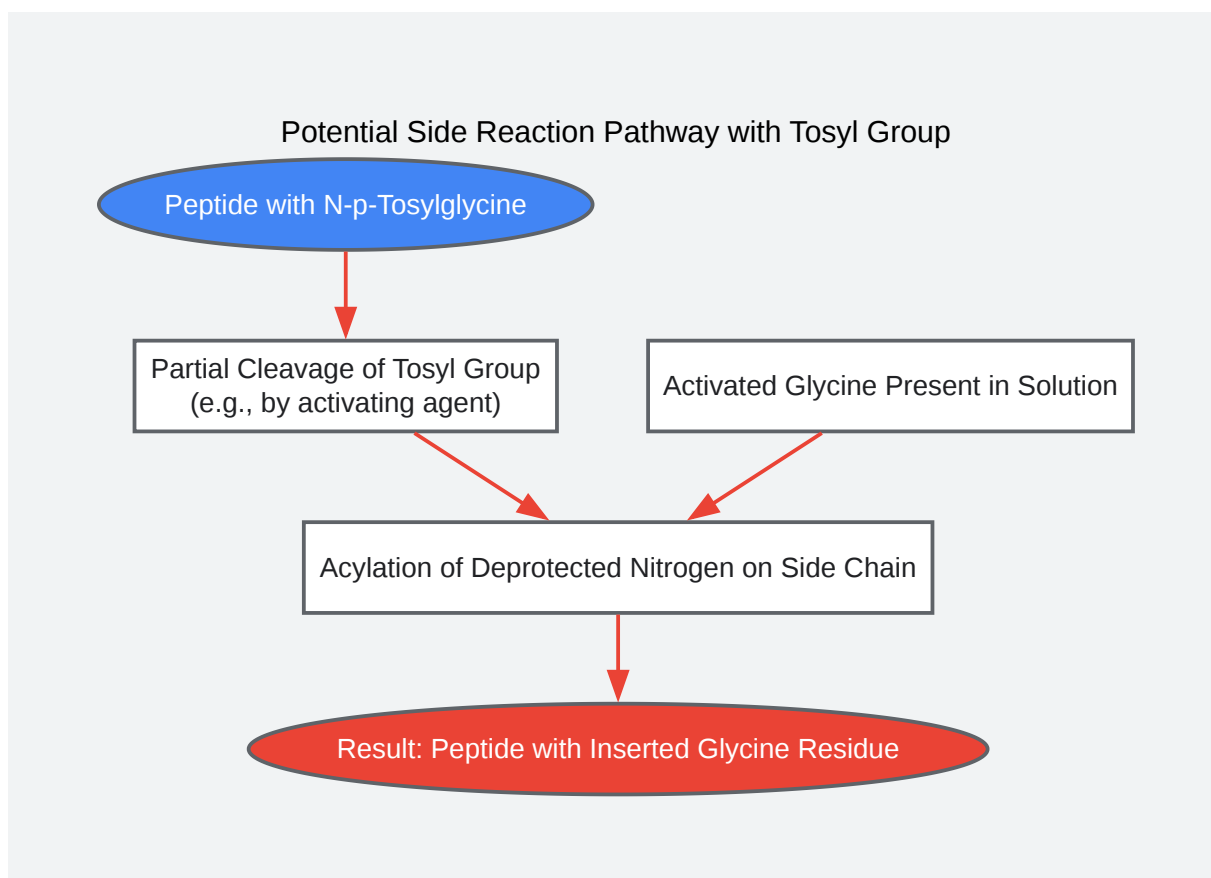 Potential Side Reaction Pathway with Tosyl Group
Peptide with N-p-Tosylglycine
Partial Cleavage of Tosyl Group
(e.g., by activating agent)
Activated Glycine Present in Solution
Acylation of Deprotected Nitrogen on Side Chain
Result: Peptide with Inserted Glycine Residue